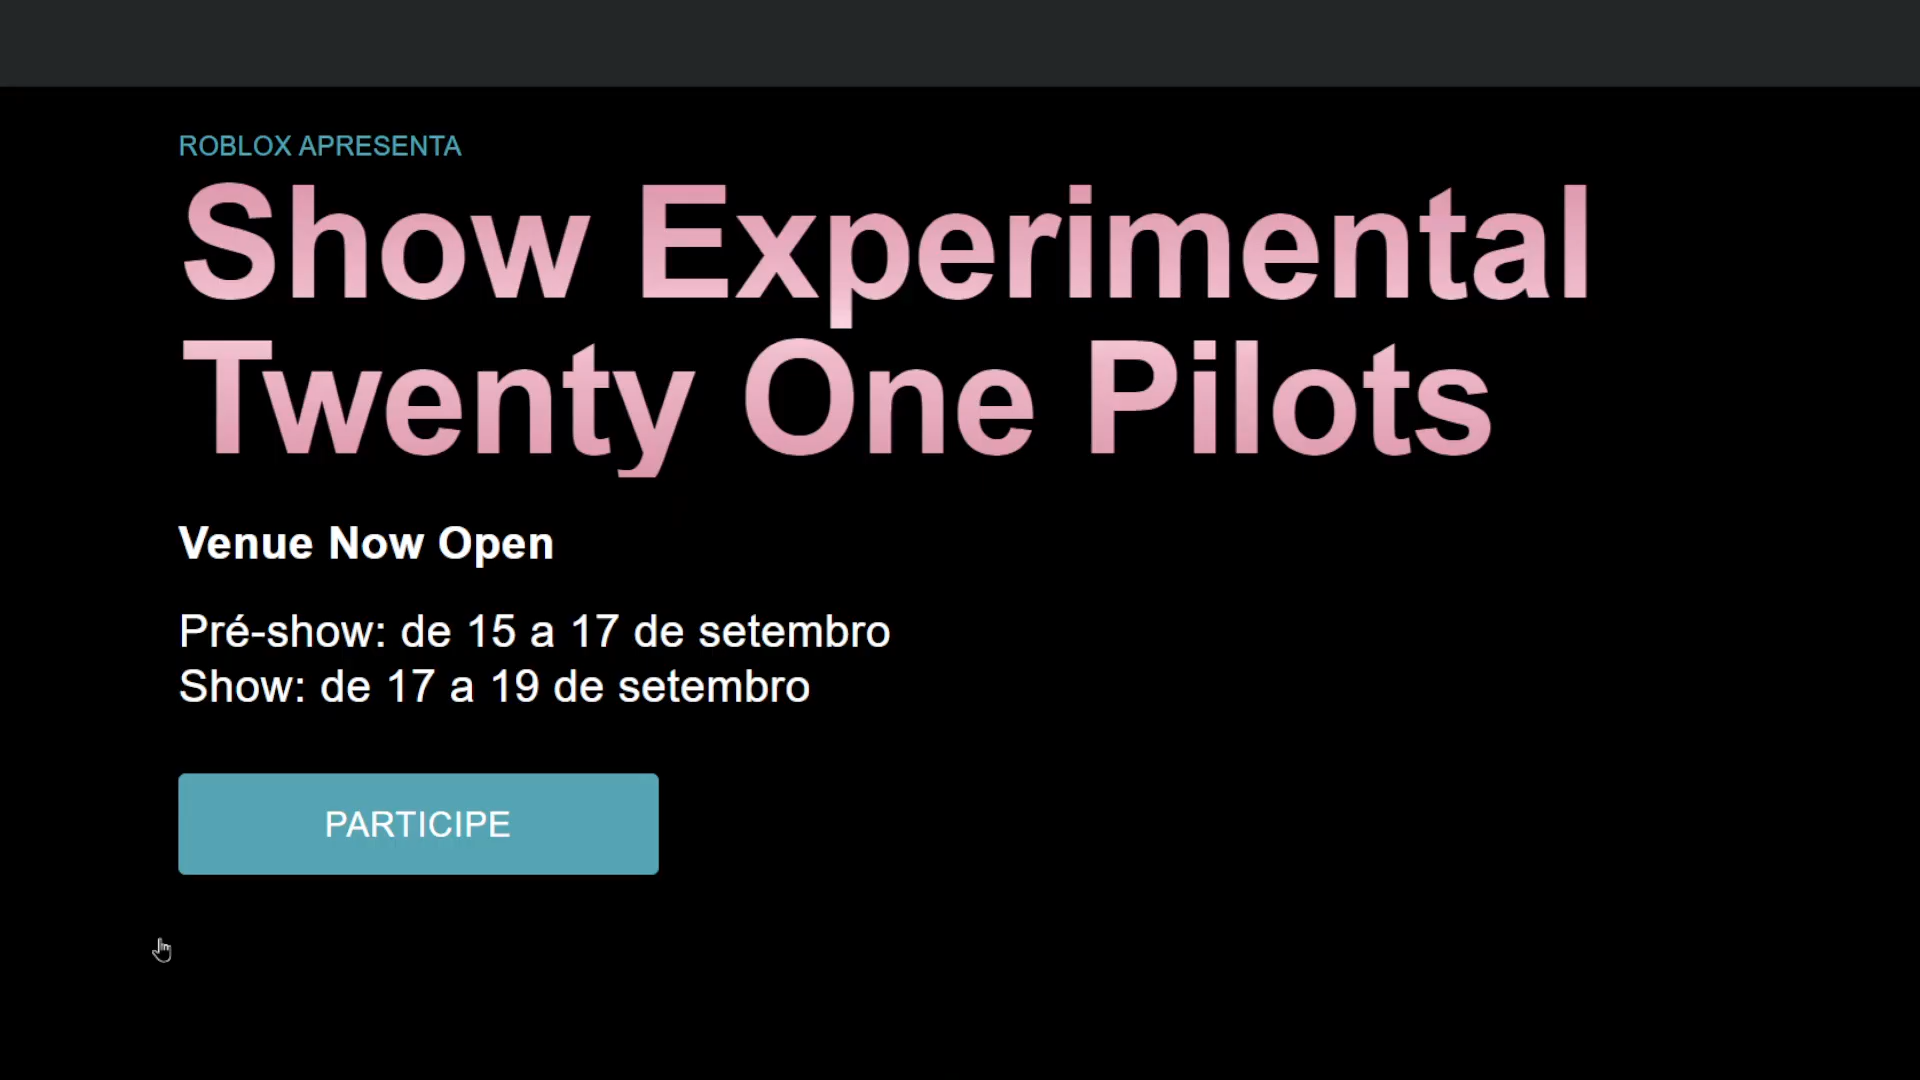 ROBLOX APRESENTA
Show Experimental
Twenty One Pilots
Venue Now Open
Pré-show: de 15 a 17 de setembro
Show: de 17 a 19 de setembro
PARTICIPE